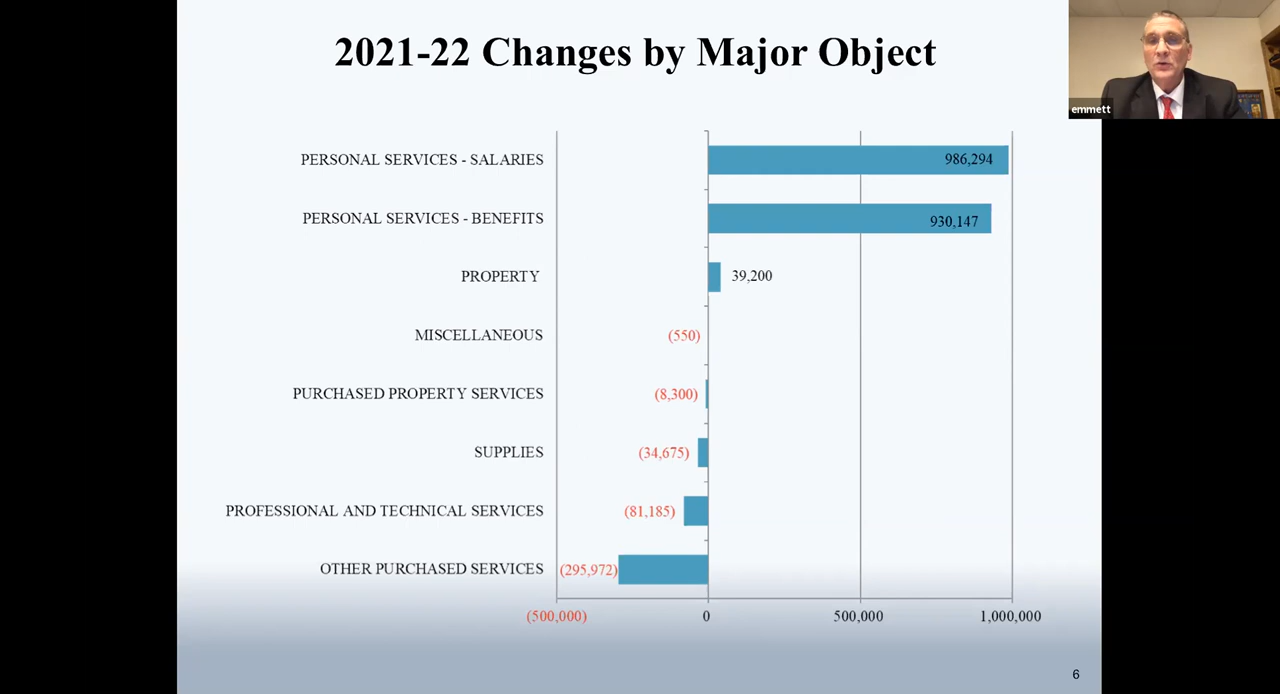 2021-22 Changes by Major Object
emmett
PERSONAL SERVICES - SALARIES 986,294
PERSONAL SERVICES - BENEFITS 930,147
PROPERTY 39,200
MISCELLANEOUS (550)
PURCHASED PROPERTY SERVICES (8,300)
SUPPLIES (34,675)
PROFESSIONAL AND TECHNICAL SERVICES (81,185)
OTHER PURCHASED SERVICES (295,972)
(500,000) 0 500,000 1,000,000
6